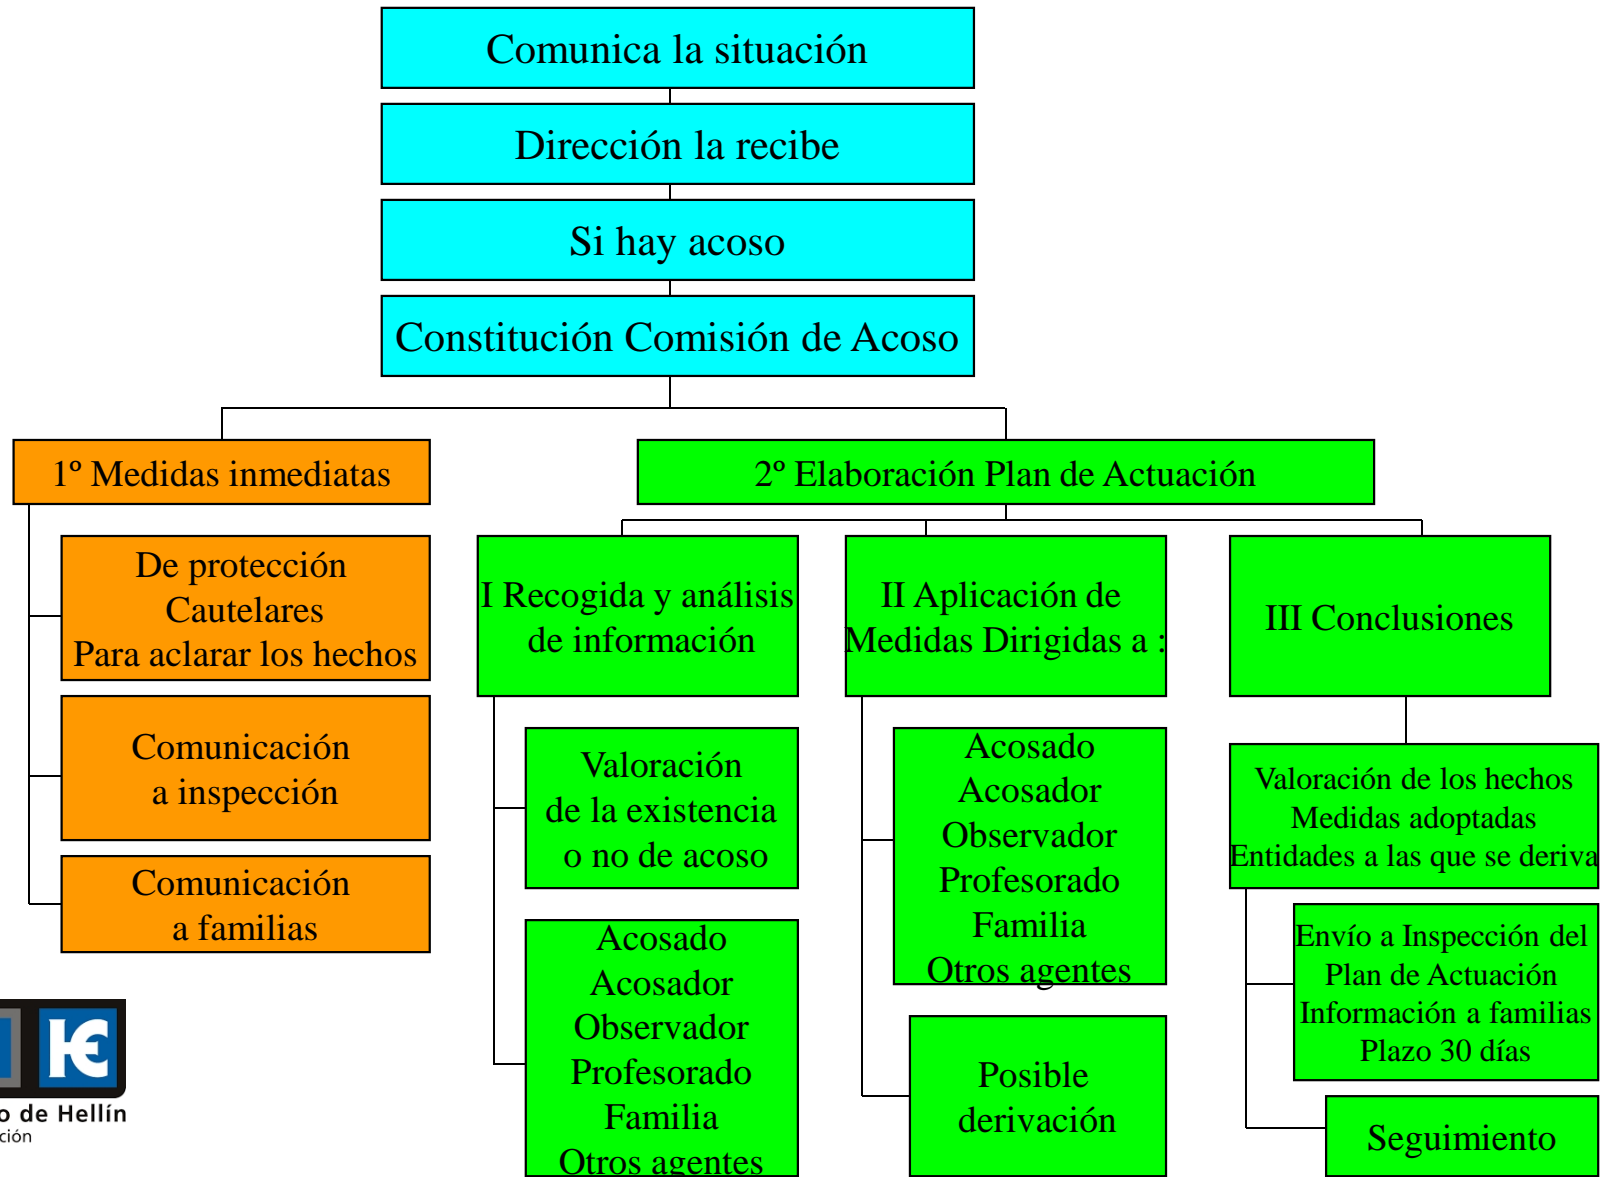 Comunica la situación
Dirección la recibe
Si hay acoso
Constitución Comisión de Acoso
1º Medidas inmediatas
De protección
Cautelares
Para aclarar los hechos
Comunicación
a inspección
Comunicación
a familias
2º Elaboración Plan de Actuación
I Recogida y análisis
de información
Valoración
de la existencia
o no de acoso
Acosado
Acosador
Observador
Profesorado
Familia
Otros agentes
II Aplicación de
Medidas Dirigidas a :
Acosado
Acosador
Observador
Profesorado
Familia
Otros agentes
Posible
derivación
III Conclusiones
Valoración de los hechos
Medidas adoptadas
Entidades a las que se deriva
Envío a Inspección del
Plan de Actuación
Información a familias
Plazo 30 días
Seguimiento
o de Hellín
ción